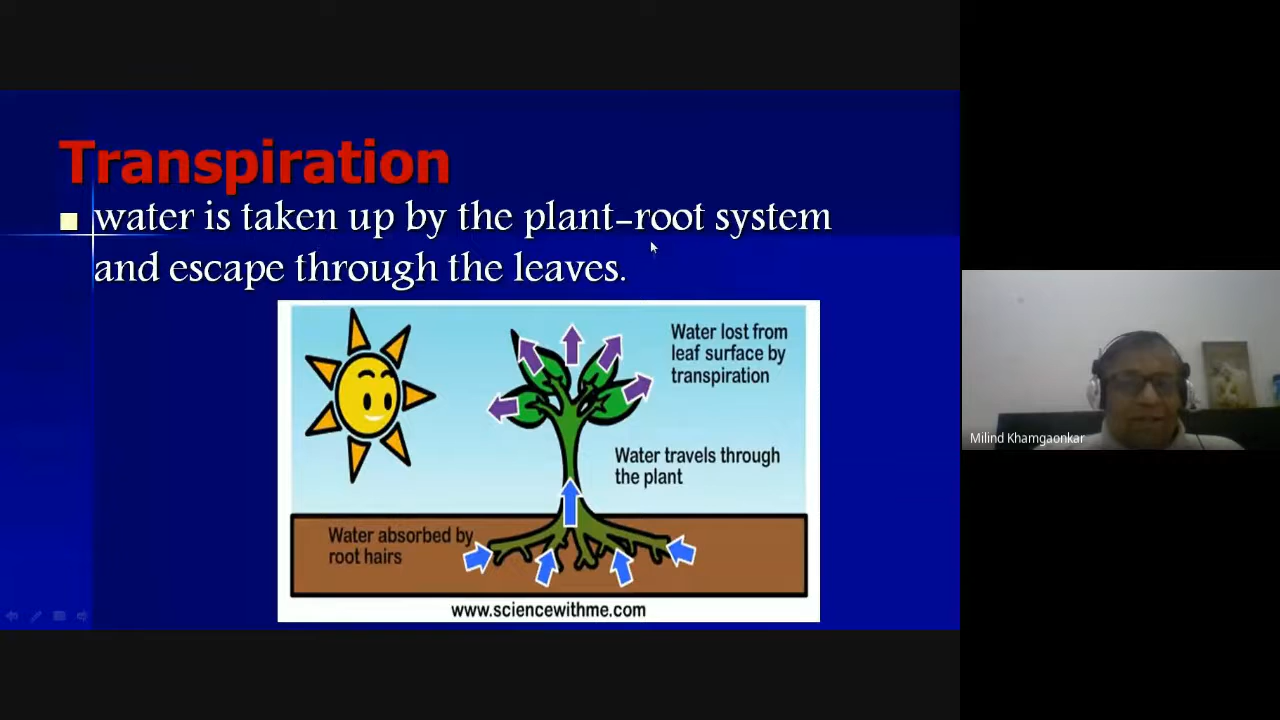 Transpiration
water is taken up by the plant-root system
and escape through the leaves.
Water lost from
leaf surface by
transpiration
Water travels through
the plant
Water absorbed by
root hairs
www.sciencewithme.com
Milind Khamgaonkar